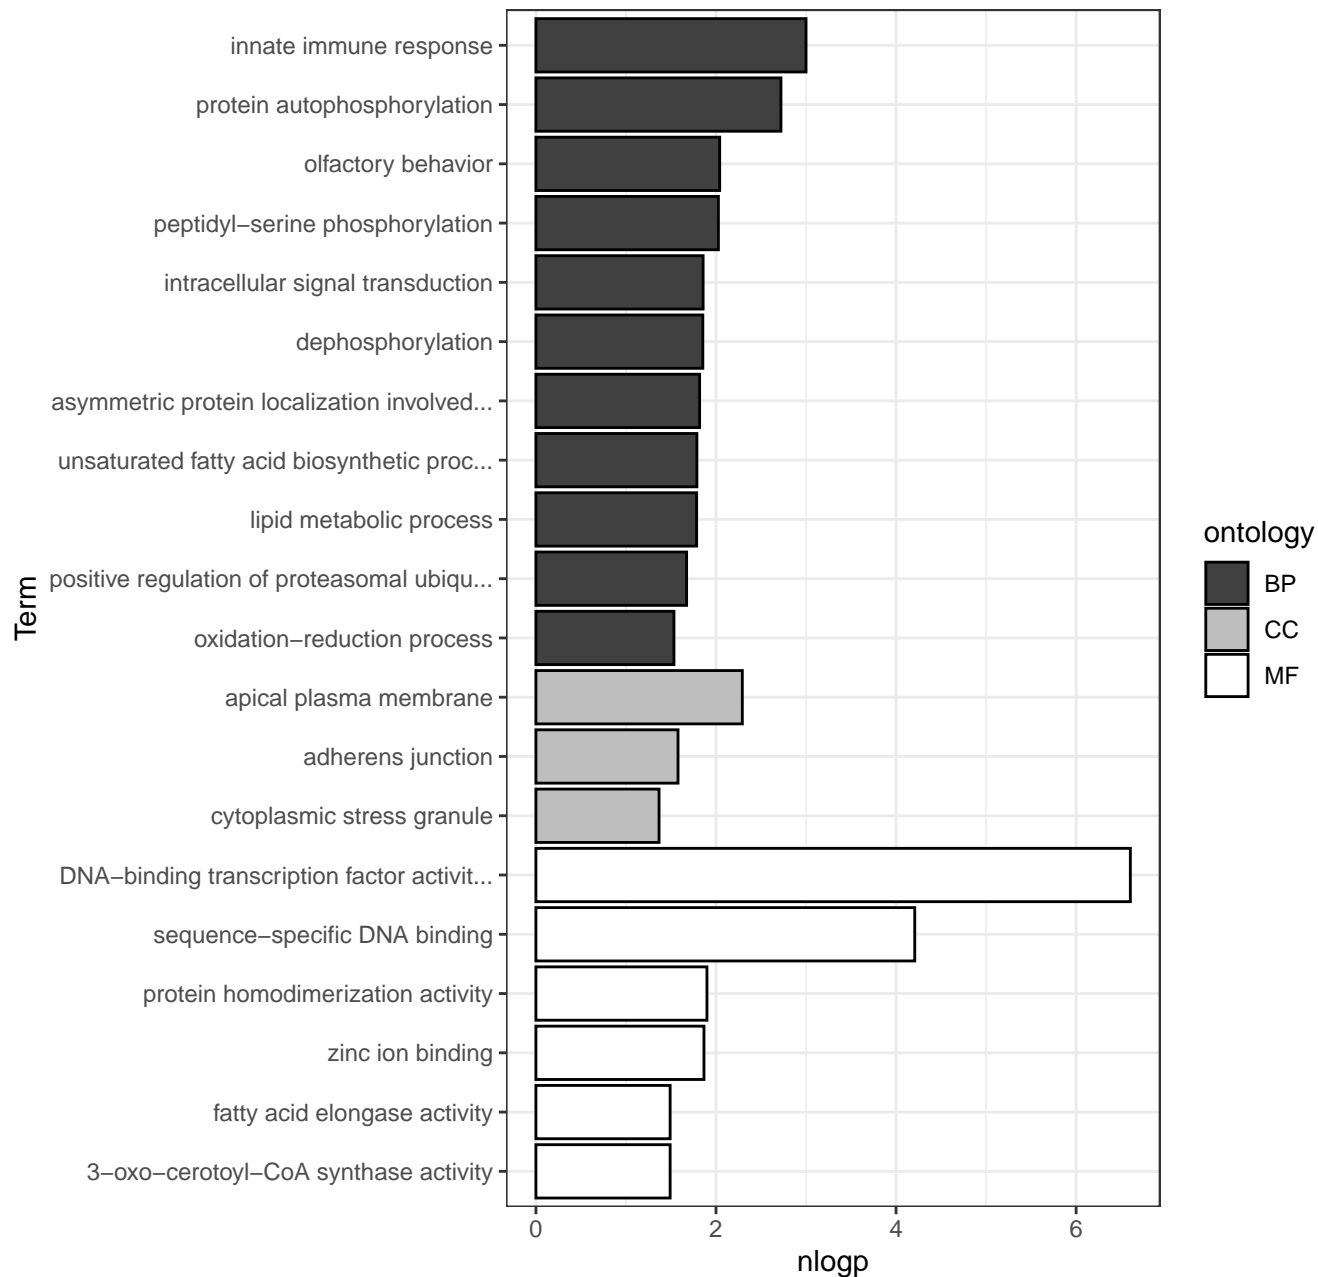 innate immune response
protein autophosphorylation
olfactory behavior
peptidyl−serine phosphorylation
intracellular signal transduction
dephosphorylation
asymmetric protein localization involved...
unsaturated fatty acid biosynthetic proc...
lipid metabolic process
positive regulation of proteasomal ubiqu...
oxidation−reduction process
apical plasma membrane
adherens junction
cytoplasmic stress granule
DNA−binding transcription factor activit...
sequence−specific DNA binding
protein homodimerization activity
zinc ion binding
fatty acid elongase activity
3−oxo−cerotoyl−CoA synthase activity
Term
0 2 4 6
nlogp
ontology
BP
CC
MF